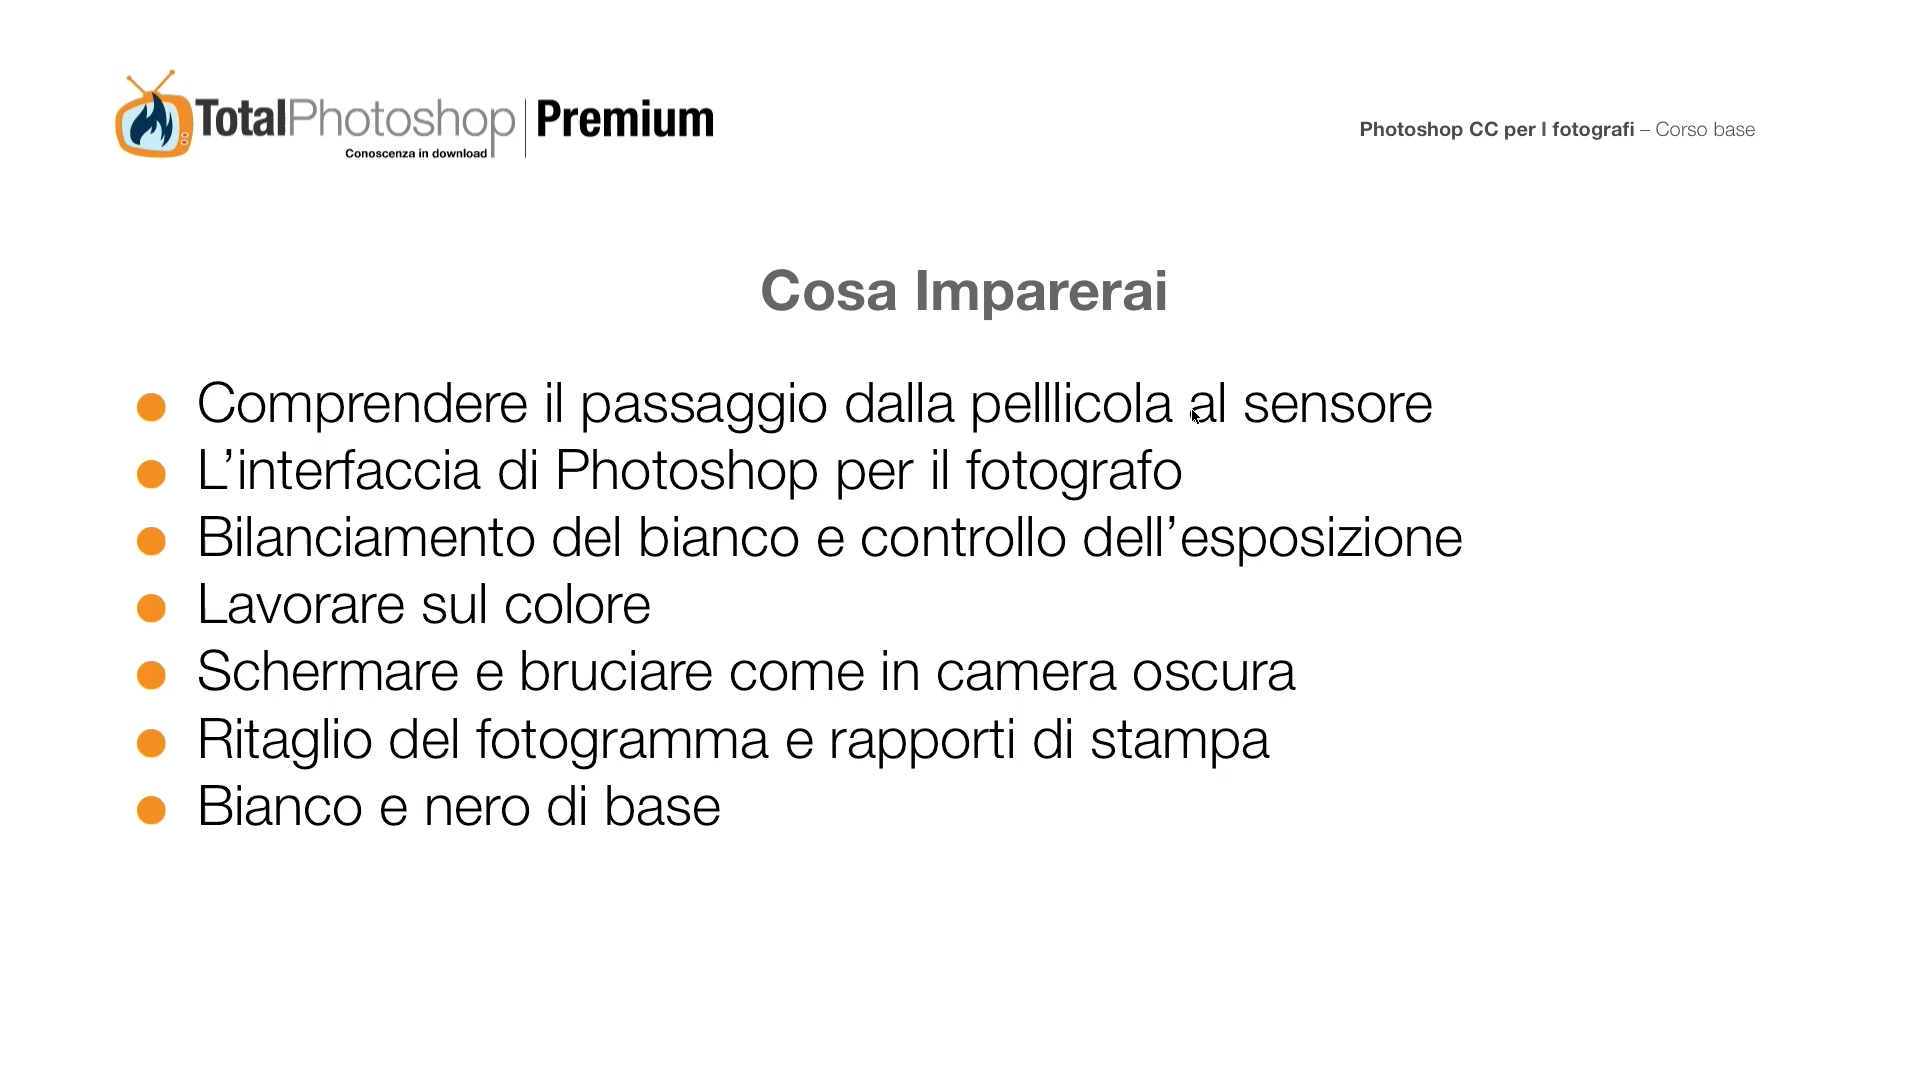 TotalPhotoshop Premium
Conoscenza in download
Photoshop CC per I fotografi – Corso base
Cosa Imparerai
Comprendere il passaggio dalla pelllicola al sensore
L’interfaccia di Photoshop per il fotografo
Bilanciamento del bianco e controllo dell’esposizione
Lavorare sul colore
Schermare e bruciare come in camera oscura
Ritaglio del fotogramma e rapporti di stampa
Bianco e nero di base